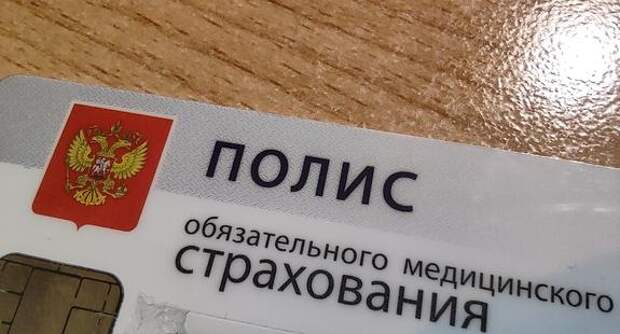 ПОЛИС
обязательного медицинского
СТРАХОВАНИЯ